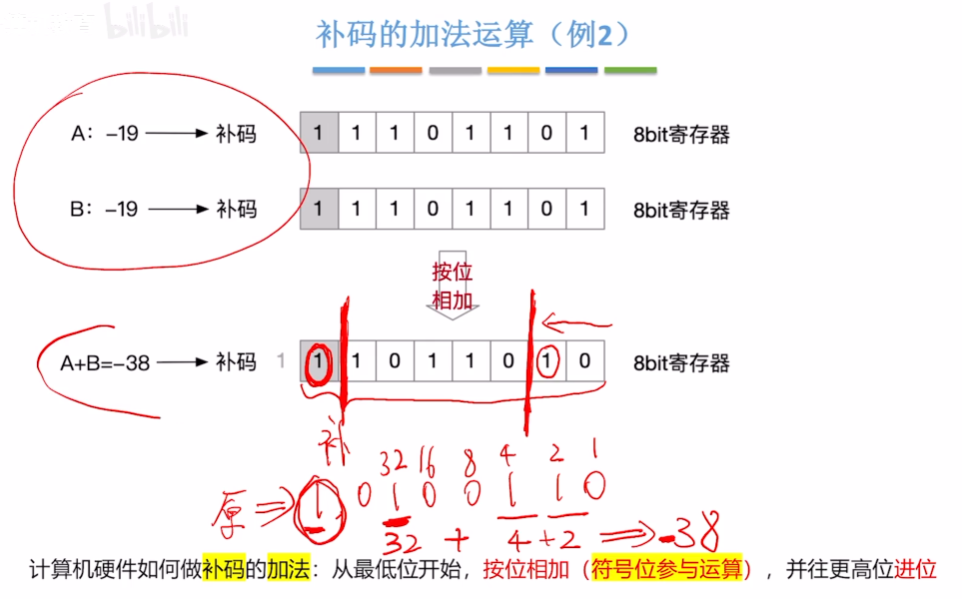 bilibili
补码的加法运算（例2）
A：–19 补码 1 1 1 0 1 1 0 1 8bit寄存器
B：–19 补码 1 1 1 0 1 1 0 1 8bit寄存器
按位
相加
A+B=–38 补码 1 1 1 0 1 1 0 1 0 8bit寄存器
补
32 16 8 4 2 1
原⇒ 1 0 1 0 0 1 1 0
32 + 4+2 ⇒ -38
计算机硬件如何做补码的加法：从最低位开始，按位相加（符号位参与运算），并往更高位进位